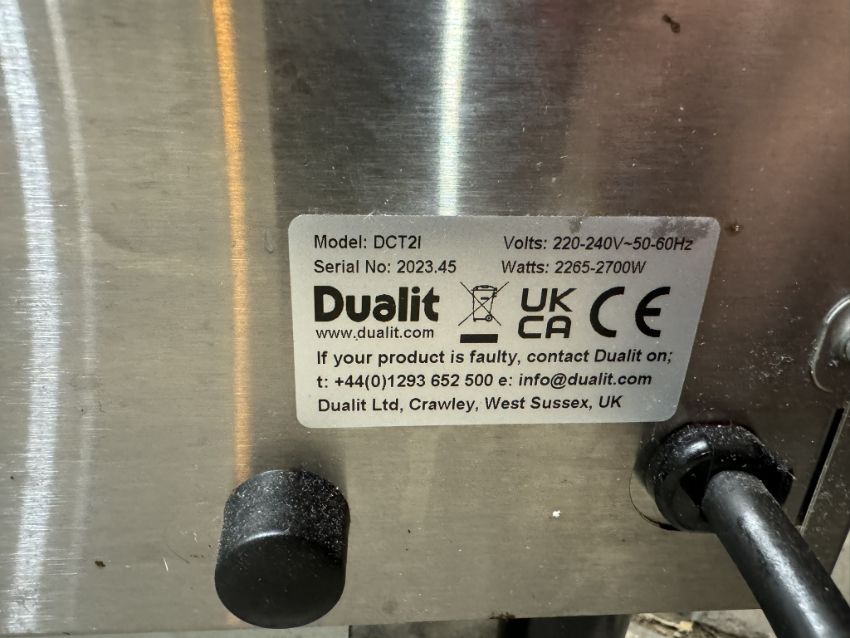 Model: DCT2I Volts: 220-240V~50-60Hz
Serial No: 2023.45 Watts: 2265-2700W
Dualit UK CA CE
www.dualit.com
If your product is faulty, contact Dualit on;
t: +44(0)1293 652 500 e: info@dualit.com
Dualit Ltd, Crawley, West Sussex, UK